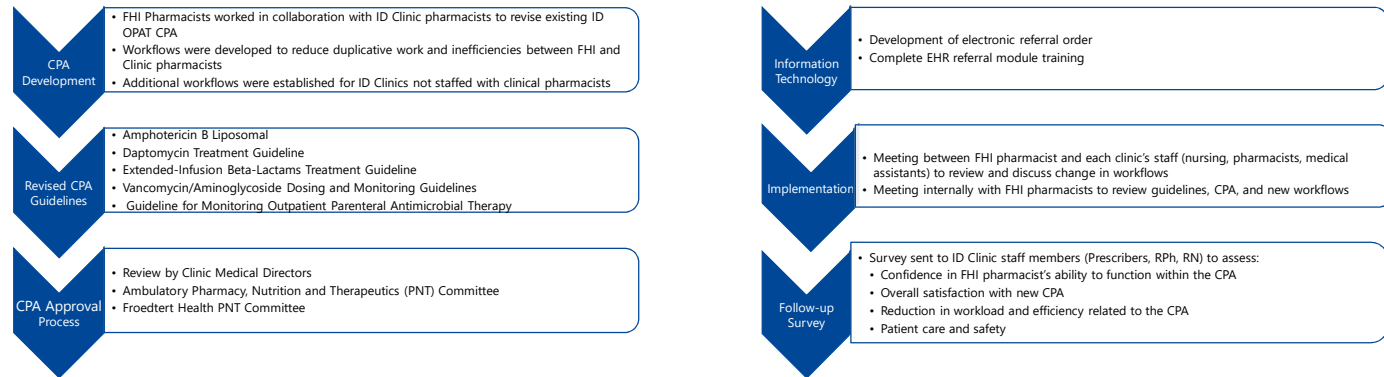 CPA
Development
• FHI Pharmacists worked in collaboration with ID Clinic pharmacists to revise existing ID
OPAT CPA
• Workflows were developed to reduce duplicative work and inefficiencies between FHI and
Clinic pharmacists
• Additional workflows were established for ID Clinics not staffed with clinical pharmacists
Revised CPA
Guidelines
• Amphotericin B Liposomal
• Daptomycin Treatment Guideline
• Extended-Infusion Beta-Lactams Treatment Guideline
• Vancomycin/Aminoglycoside Dosing and Monitoring Guidelines
• Guideline for Monitoring Outpatient Parenteral Antimicrobial Therapy
CPA Approval
Process
• Review by Clinic Medical Directors
• Ambulatory Pharmacy, Nutrition and Therapeutics (PNT) Committee
• Froedtert Health PNT Committee
Information
Technology
• Development of electronic referral order
• Complete EHR referral module training
Implementation
• Meeting between FHI pharmacist and each clinic's staff (nursing, pharmacists, medical
assistants) to review and discuss change in workflows
• Meeting internally with FHI pharmacists to review guidelines, CPA, and new workflows
Follow-up
Survey
• Survey sent to ID Clinic staff members (Prescribers, RPh, RN) to assess:
• Confidence in FHI pharmacist's ability to function within the CPA
• Overall satisfaction with new CPA
• Reduction in workload and efficiency related to the CPA
• Patient care and safety